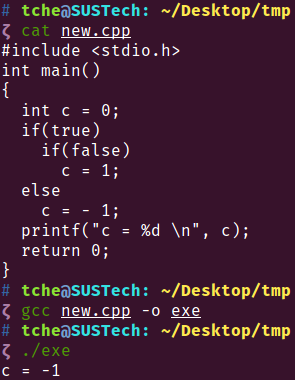 # tche@SUSTech: ~/Desktop/tmp
ζ cat new.cpp
#include <stdio.h>
int main()
{
  int c = 0;
  if(true)
    if(false)
      c = 1;
  else
    c = - 1;
  printf("c = %d \n", c);
  return 0;
}
# tche@SUSTech: ~/Desktop/tmp
ζ gcc new.cpp -o exe
# tche@SUSTech: ~/Desktop/tmp
ζ ./exe
c = -1